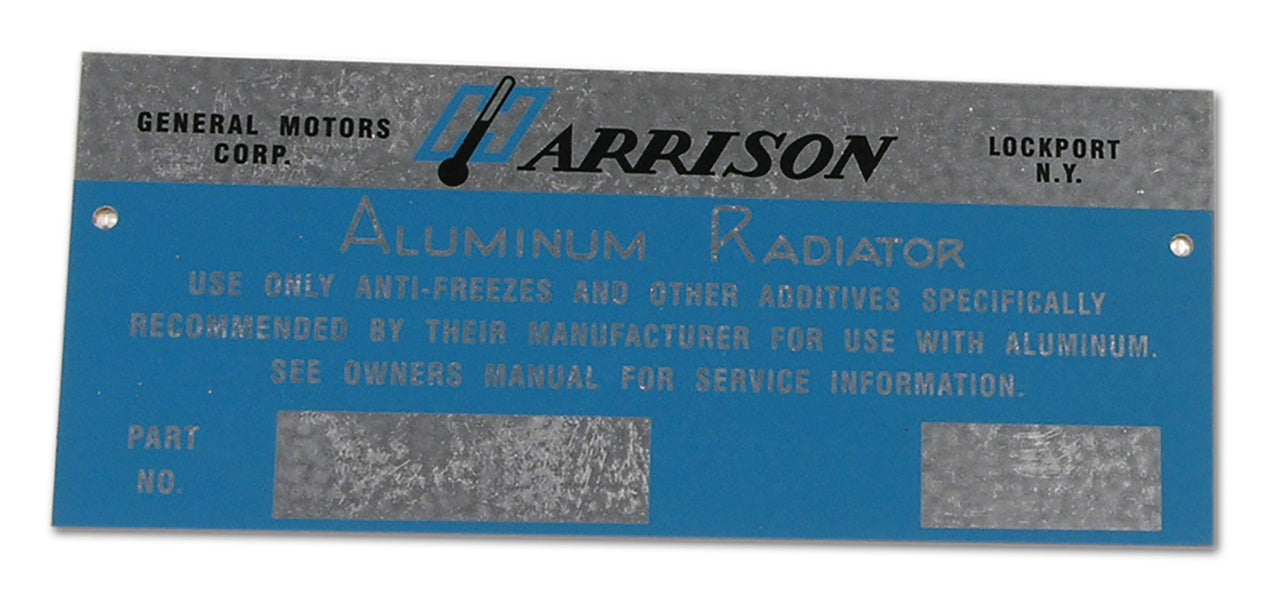 GENERAL MOTORS
CORP.
HARRISON
LOCKPORT
N.Y.
ALUMINUM RADIATOR
USE ONLY ANTI-FREEZES AND OTHER ADDITIVES SPECIFICALLY
RECOMMENDED BY THEIR MANUFACTURER FOR USE WITH ALUMINUM.
SEE OWNERS MANUAL FOR SERVICE INFORMATION.
PART
NO.